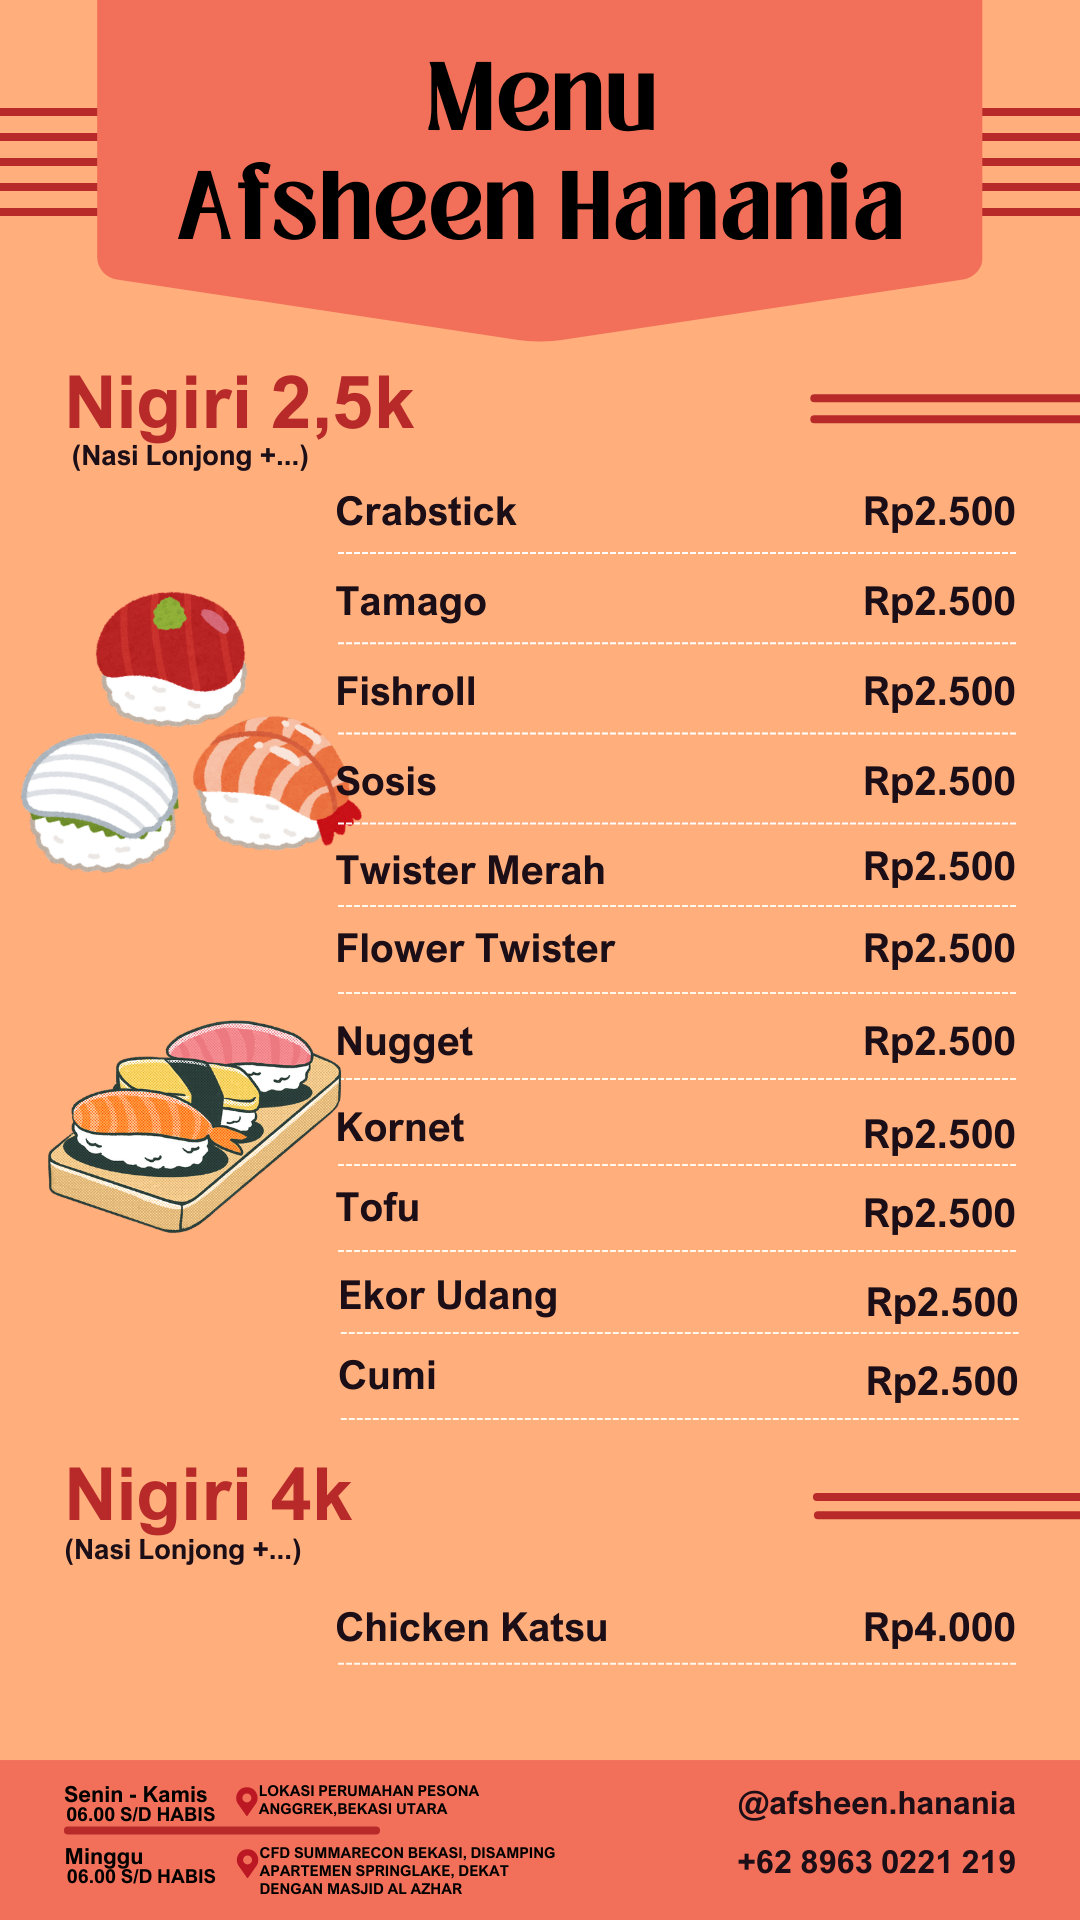 Menu
Afsheen Hanania
Nigiri 2,5k
(Nasi Lonjong +...)
Crabstick Rp2.500
Tamago Rp2.500
Fishroll Rp2.500
Sosis Rp2.500
Twister Merah Rp2.500
Flower Twister Rp2.500
Nugget Rp2.500
Kornet Rp2.500
Tofu Rp2.500
Ekor Udang Rp2.500
Cumi Rp2.500
Nigiri 4k
(Nasi Lonjong +...)
Chicken Katsu Rp4.000
Senin - Kamis
06.00 S/D HABIS
LOKASI PERUMAHAN PESONA
ANGGREK,BEKASI UTARA
Minggu
06.00 S/D HABIS
CFD SUMMARECON BEKASI, DISAMPING
APARTEMEN SPRINGLAKE, DEKAT
DENGAN MASJID AL AZHAR
@afsheen.hanania
+62 8963 0221 219